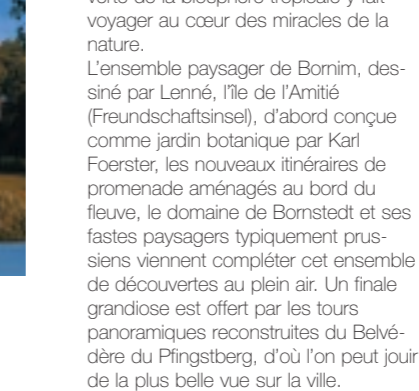 verte de la biosphère tropicale y fait
voyager au cœur des miracles de la
nature.
L’ensemble paysager de Bornim, des-
siné par Lenné, l’île de l’Amitié
(Freundschaftsinsel), d’abord conçue
comme jardin botanique par Karl
Foerster, les nouveaux itinéraires de
promenade aménagés au bord du
fleuve, le domaine de Bornstedt et ses
fastes paysagers typiquement prus-
siens viennent compléter cet ensemble
de découvertes au plein air. Un finale
grandiose est offert par les tours
panoramiques reconstruites du Belvé-
dère du Pfingstberg, d’où l’on peut jouir
de la plus belle vue sur la ville.